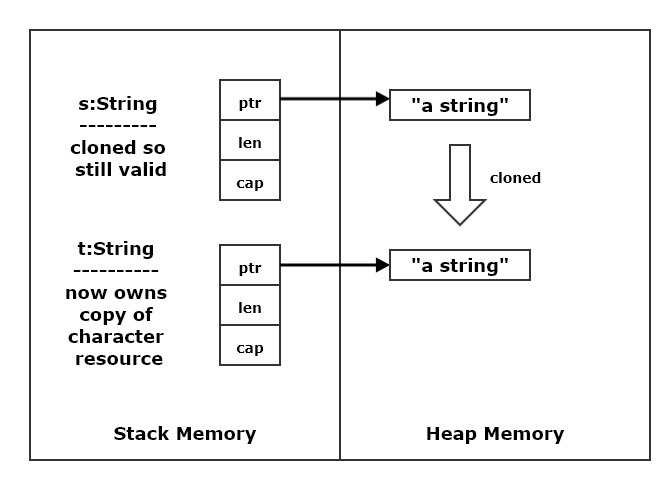 s:String
---------
cloned so
still valid
ptr
len
cap
"a string"
cloned
t:String
----------
now owns
copy of
character
resource
ptr
len
cap
"a string"
Stack Memory
Heap Memory